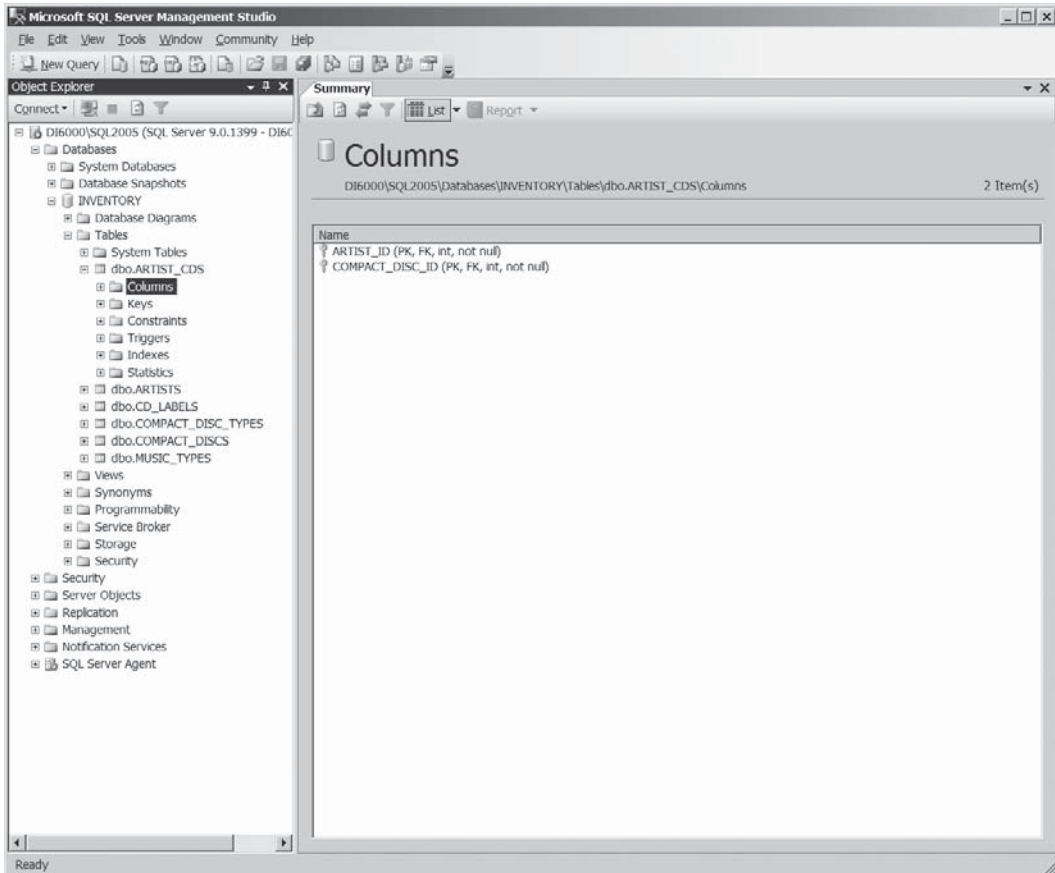 Microsoft SQL Server Management Studio
File Edit View Tools Window Community Help
New Query
Object Explorer
Connect
DI6000\SQL2005 (SQL Server 9.0.1399 - DI60
Databases
System Databases
Database Snapshots
INVENTORY
Database Diagrams
Tables
System Tables
dbo.ARTIST_CDS
Columns
Keys
Constraints
Triggers
Indexes
Statistics
dbo.ARTISTS
dbo.CD_LABELS
dbo.COMPACT_DISC_TYPES
dbo.COMPACT_DISCS
dbo.MUSIC_TYPES
Views
Synonyms
Programmability
Service Broker
Storage
Security
Security
Server Objects
Replication
Management
Notification Services
SQL Server Agent
Summary
List Report
Columns
DI6000\SQL2005\Databases\INVENTORY\Tables\dbo.ARTIST_CDS\Columns 2 Item(s)
Name
ARTIST_ID (PK, FK, int, not null)
COMPACT_DISC_ID (PK, FK, int, not null)
Ready